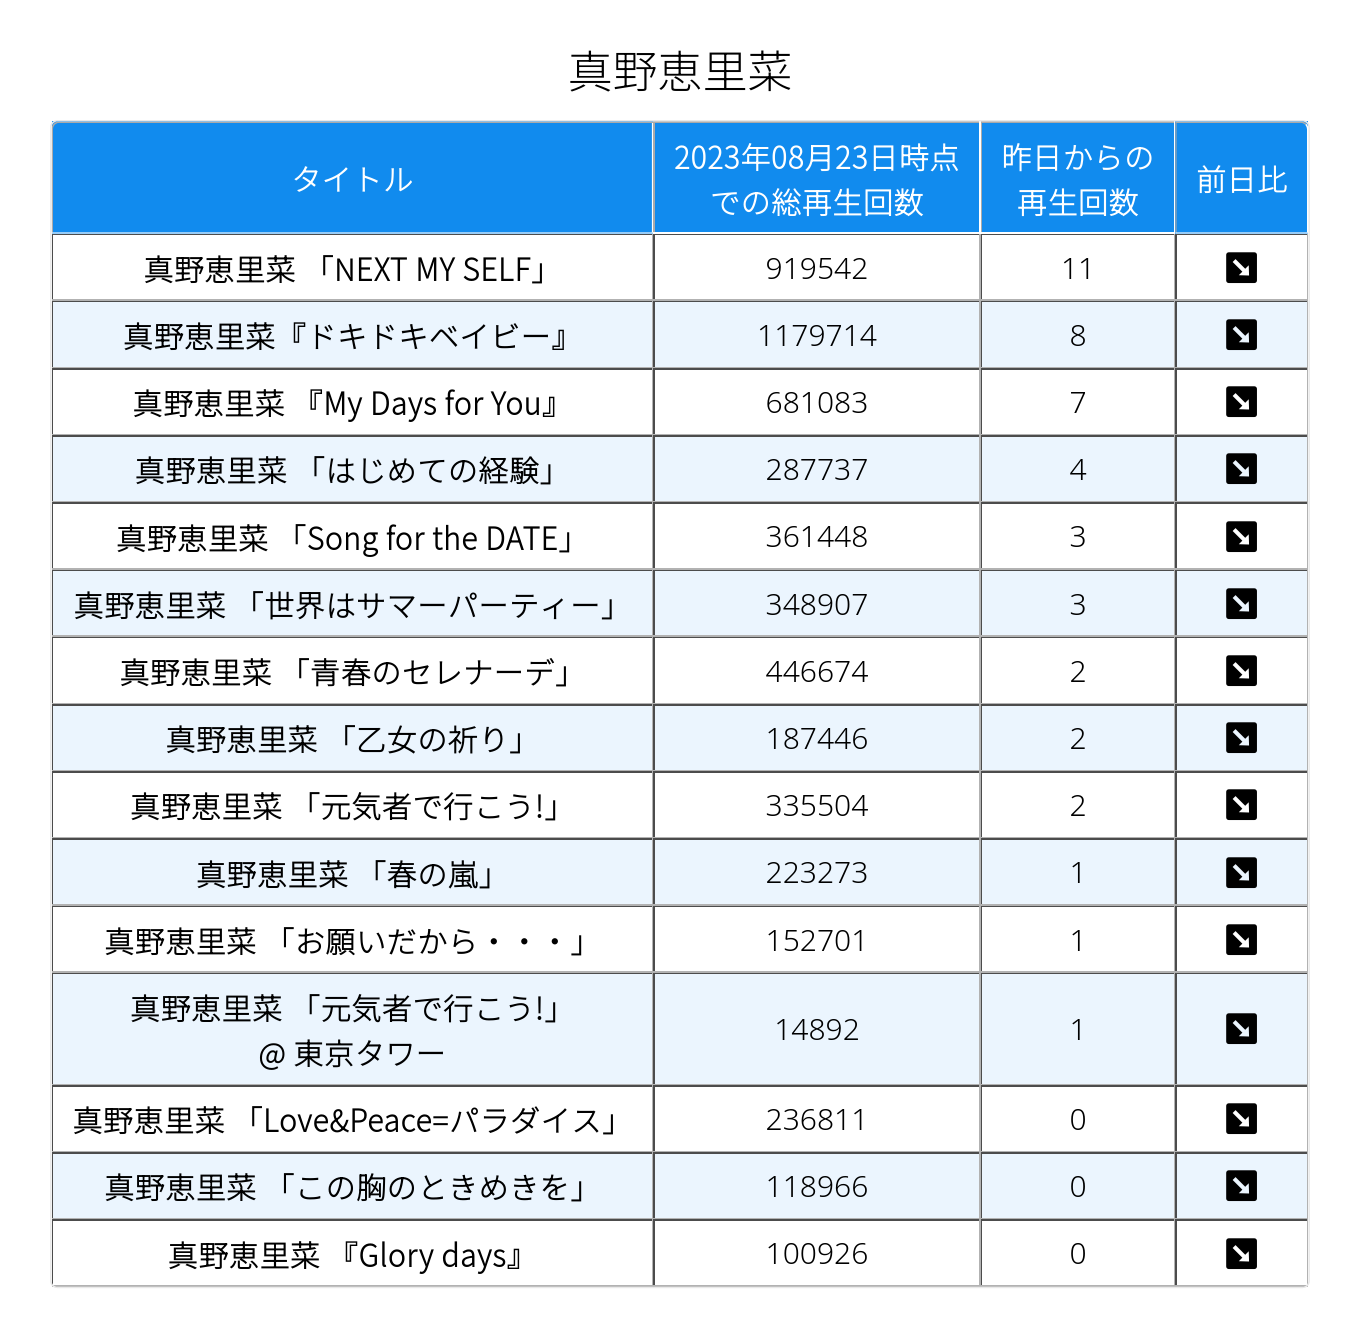 真野恵里菜
タイトル
2023年08月23日時点
での総再生回数
昨日からの
再生回数
前日比
真野恵里菜 「NEXT MY SELF」 919542 11
真野恵里菜『ドキドキベイビー』 1179714 8
真野恵里菜 『My Days for You』 681083 7
真野恵里菜 「はじめての経験」 287737 4
真野恵里菜 「Song for the DATE」 361448 3
真野恵里菜 「世界はサマーパーティー」 348907 3
真野恵里菜 「青春のセレナーデ」 446674 2
真野恵里菜 「乙女の祈り」 187446 2
真野恵里菜 「元気者で行こう!」 335504 2
真野恵里菜 「春の嵐」 223273 1
真野恵里菜 「お願いだから・・・」 152701 1
真野恵里菜 「元気者で行こう!」
@ 東京タワー 14892 1
真野恵里菜 「Love&Peace=パラダイス」 236811 0
真野恵里菜 「この胸のときめきを」 118966 0
真野恵里菜 『Glory days』 100926 0